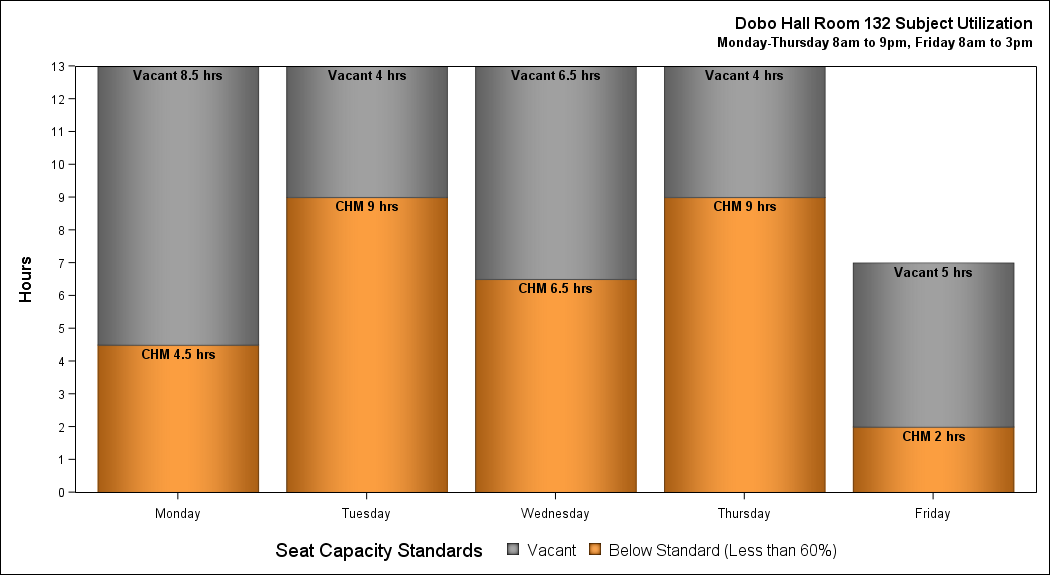 Dobo Hall Room 132 Subject Utilization
Monday-Thursday 8am to 9pm, Friday 8am to 3pm
Hours
13
12
11
10
9
8
7
6
5
4
3
2
1
0
Vacant 8.5 hrs
CHM 4.5 hrs
Vacant 4 hrs
CHM 9 hrs
Vacant 6.5 hrs
CHM 6.5 hrs
Vacant 4 hrs
CHM 9 hrs
Vacant 5 hrs
CHM 2 hrs
Monday Tuesday Wednesday Thursday Friday
Seat Capacity Standards Vacant Below Standard (Less than 60%)